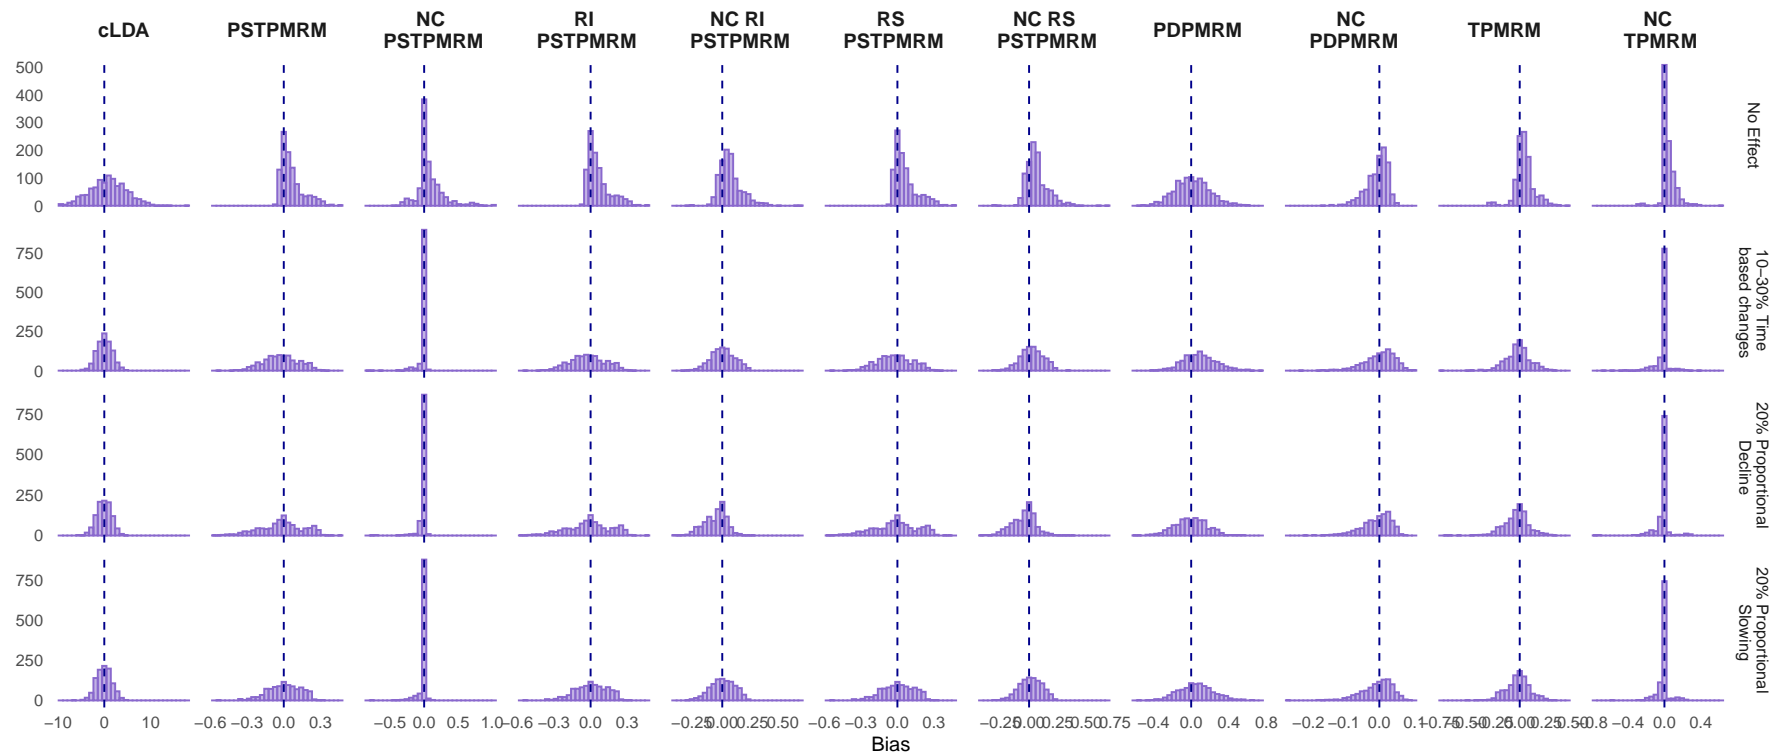 cLDA
PSTPMRM
NC
PSTPMRM
RI
PSTPMRM
NC RI
PSTPMRM
RS
PSTPMRM
NC RS
PSTPMRM
PDPMRM
NC
PDPMRM
TPMRM
NC
TPMRM
500
400
300
200
100
0
No Effect
750
500
250
0
10–30% Time
based changes
750
500
250
0
20% Proportional
Decline
750
500
250
0
20% Proportional
Slowing
−10 0 10
−0.6 −0.3 0.0 0.3
−0.5 0.0 0.5 1.0
−0.6 −0.3 0.0 0.3
−0.25 0.00 0.25 0.50
−0.6 −0.3 0.0 0.3
−0.25 0.00 0.25 0.50 0.75
−0.4 0.0 0.4 0.8
−0.2 −0.1 0.0 0.1
−0.75 −0.50 −0.25 0.00 0.25 0.50
−0.8 −0.4 0.0 0.4
Bias